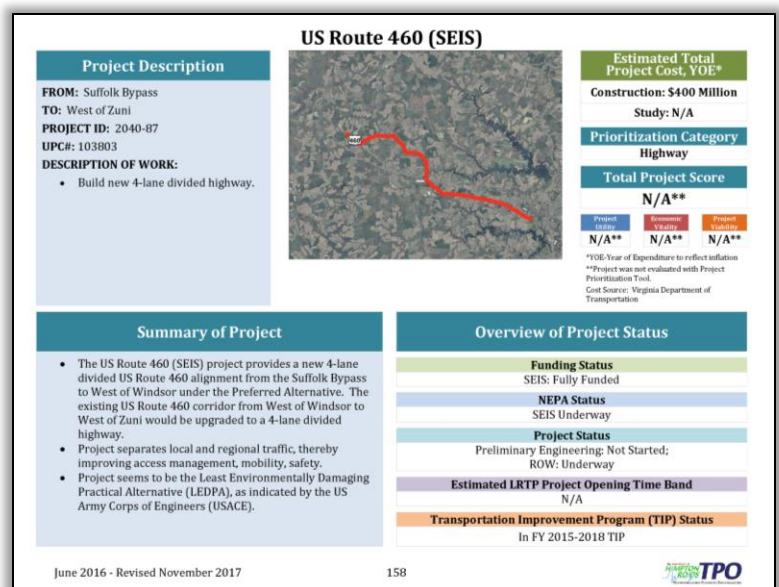 US Route 460 (SEIS)
Project Description
FROM: Suffolk Bypass
TO: West of Zuni
PROJECT ID: 2040-87
UPC#: 103803
DESCRIPTION OF WORK:
• Build new 4-lane divided highway.
460
Estimated Total
Project Cost, YOE*
Construction: $400 Million
Study: N/A
Prioritization Category
Highway
Total Project Score
N/A**
Project
Utility
N/A**
Economic
Vitality
N/A**
Project
Viability
N/A**
*YOE-Year of Expenditure to reflect inflation
**Project was not evaluated with Project
Prioritization Tool.
Cost Source: Virginia Department of
Transportation
Summary of Project
• The US Route 460 (SEIS) project provides a new 4-lane
divided US Route 460 alignment from the Suffolk Bypass
to West of Windsor under the Preferred Alternative. The
existing US Route 460 corridor from West of Windsor to
West of Zuni would be upgraded to a 4-lane divided
highway.
• Project separates local and regional traffic, thereby
improving access management, mobility, safety.
• Project seems to be the Least Environmentally Damaging
Practical Alternative (LEDPA), as indicated by the US
Army Corps of Engineers (USACE).
Overview of Project Status
Funding Status
SEIS: Fully Funded
NEPA Status
SEIS Underway
Project Status
Preliminary Engineering: Not Started;
ROW: Underway
Estimated LRTP Project Opening Time Band
N/A
Transportation Improvement Program (TIP) Status
In FY 2015-2018 TIP
June 2016 - Revised November 2017
158
HAMPTON
ROADS TPO